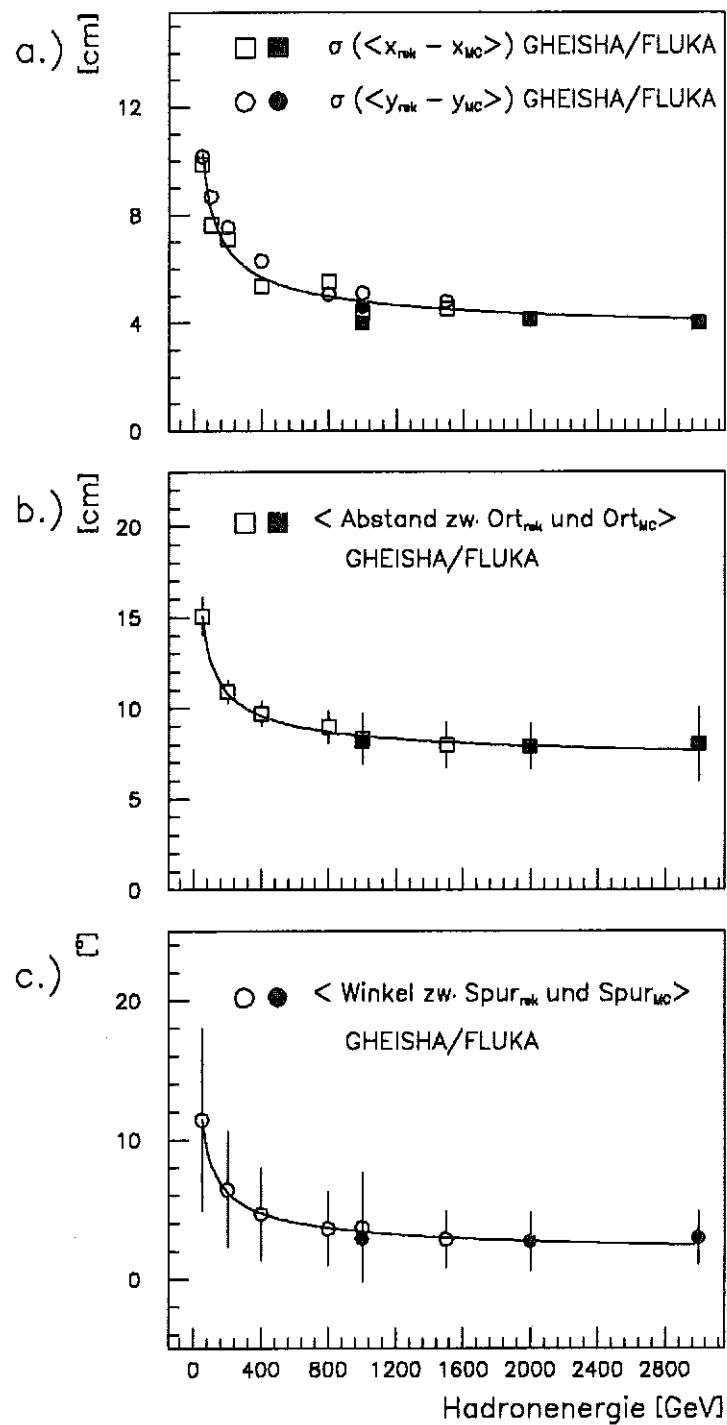 a.) [cm]
σ (<x_rek − x_MC>) GHEISHA/FLUKA
σ (<y_rek − y_MC>) GHEISHA/FLUKA
12
8
4
0
b.) [cm]
< Abstand zw. Ort_rek und Ort_MC>
GHEISHA/FLUKA
20
15
10
5
0
c.) [°]
< Winkel zw. Spur_rek und Spur_MC>
GHEISHA/FLUKA
20
10
0
0 400 800 1200 1600 2000 2400 2800
Hadronenergie [GeV]